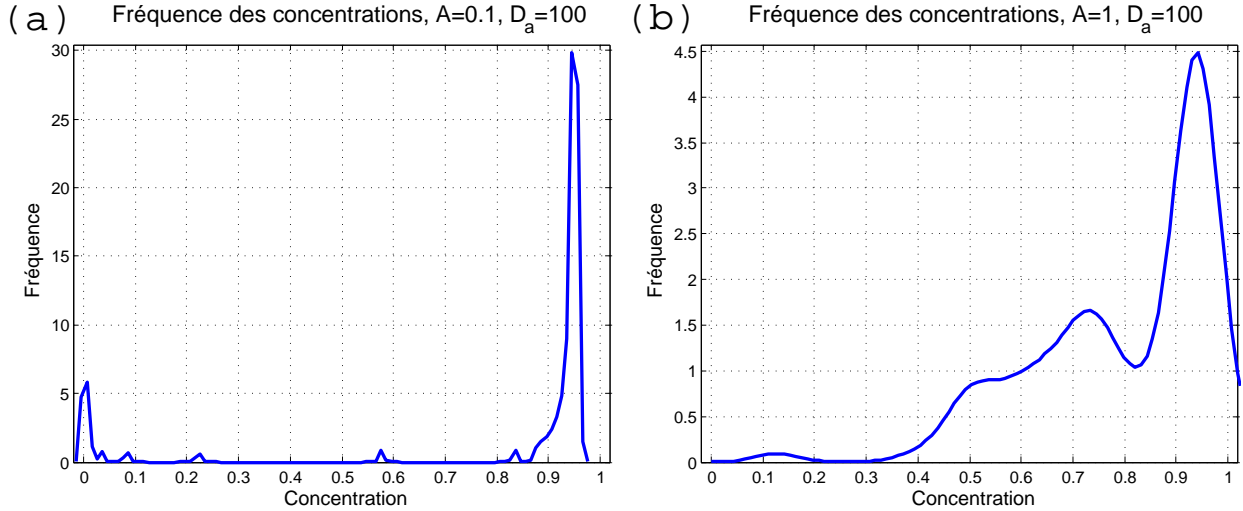 (a)
Fréquence des concentrations, A=0.1, Da=100
Fréquence
30
25
20
15
10
5
0
0 0.1 0.2 0.3 0.4 0.5 0.6 0.7 0.8 0.9 1
Concentration
(b)
Fréquence des concentrations, A=1, Da=100
Fréquence
4.5
4
3.5
3
2.5
2
1.5
1
0.5
0
0 0.1 0.2 0.3 0.4 0.5 0.6 0.7 0.8 0.9 1
Concentration